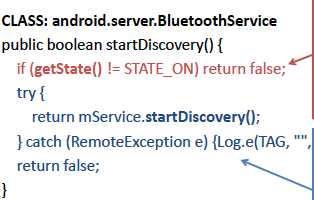 CLASS: android.server.BluetoothService
public boolean startDiscovery() {
if (getState() != STATE_ON) return false;
try {
return mService.startDiscovery();
} catch (RemoteException e) {Log.e(TAG, "",
return false;
}